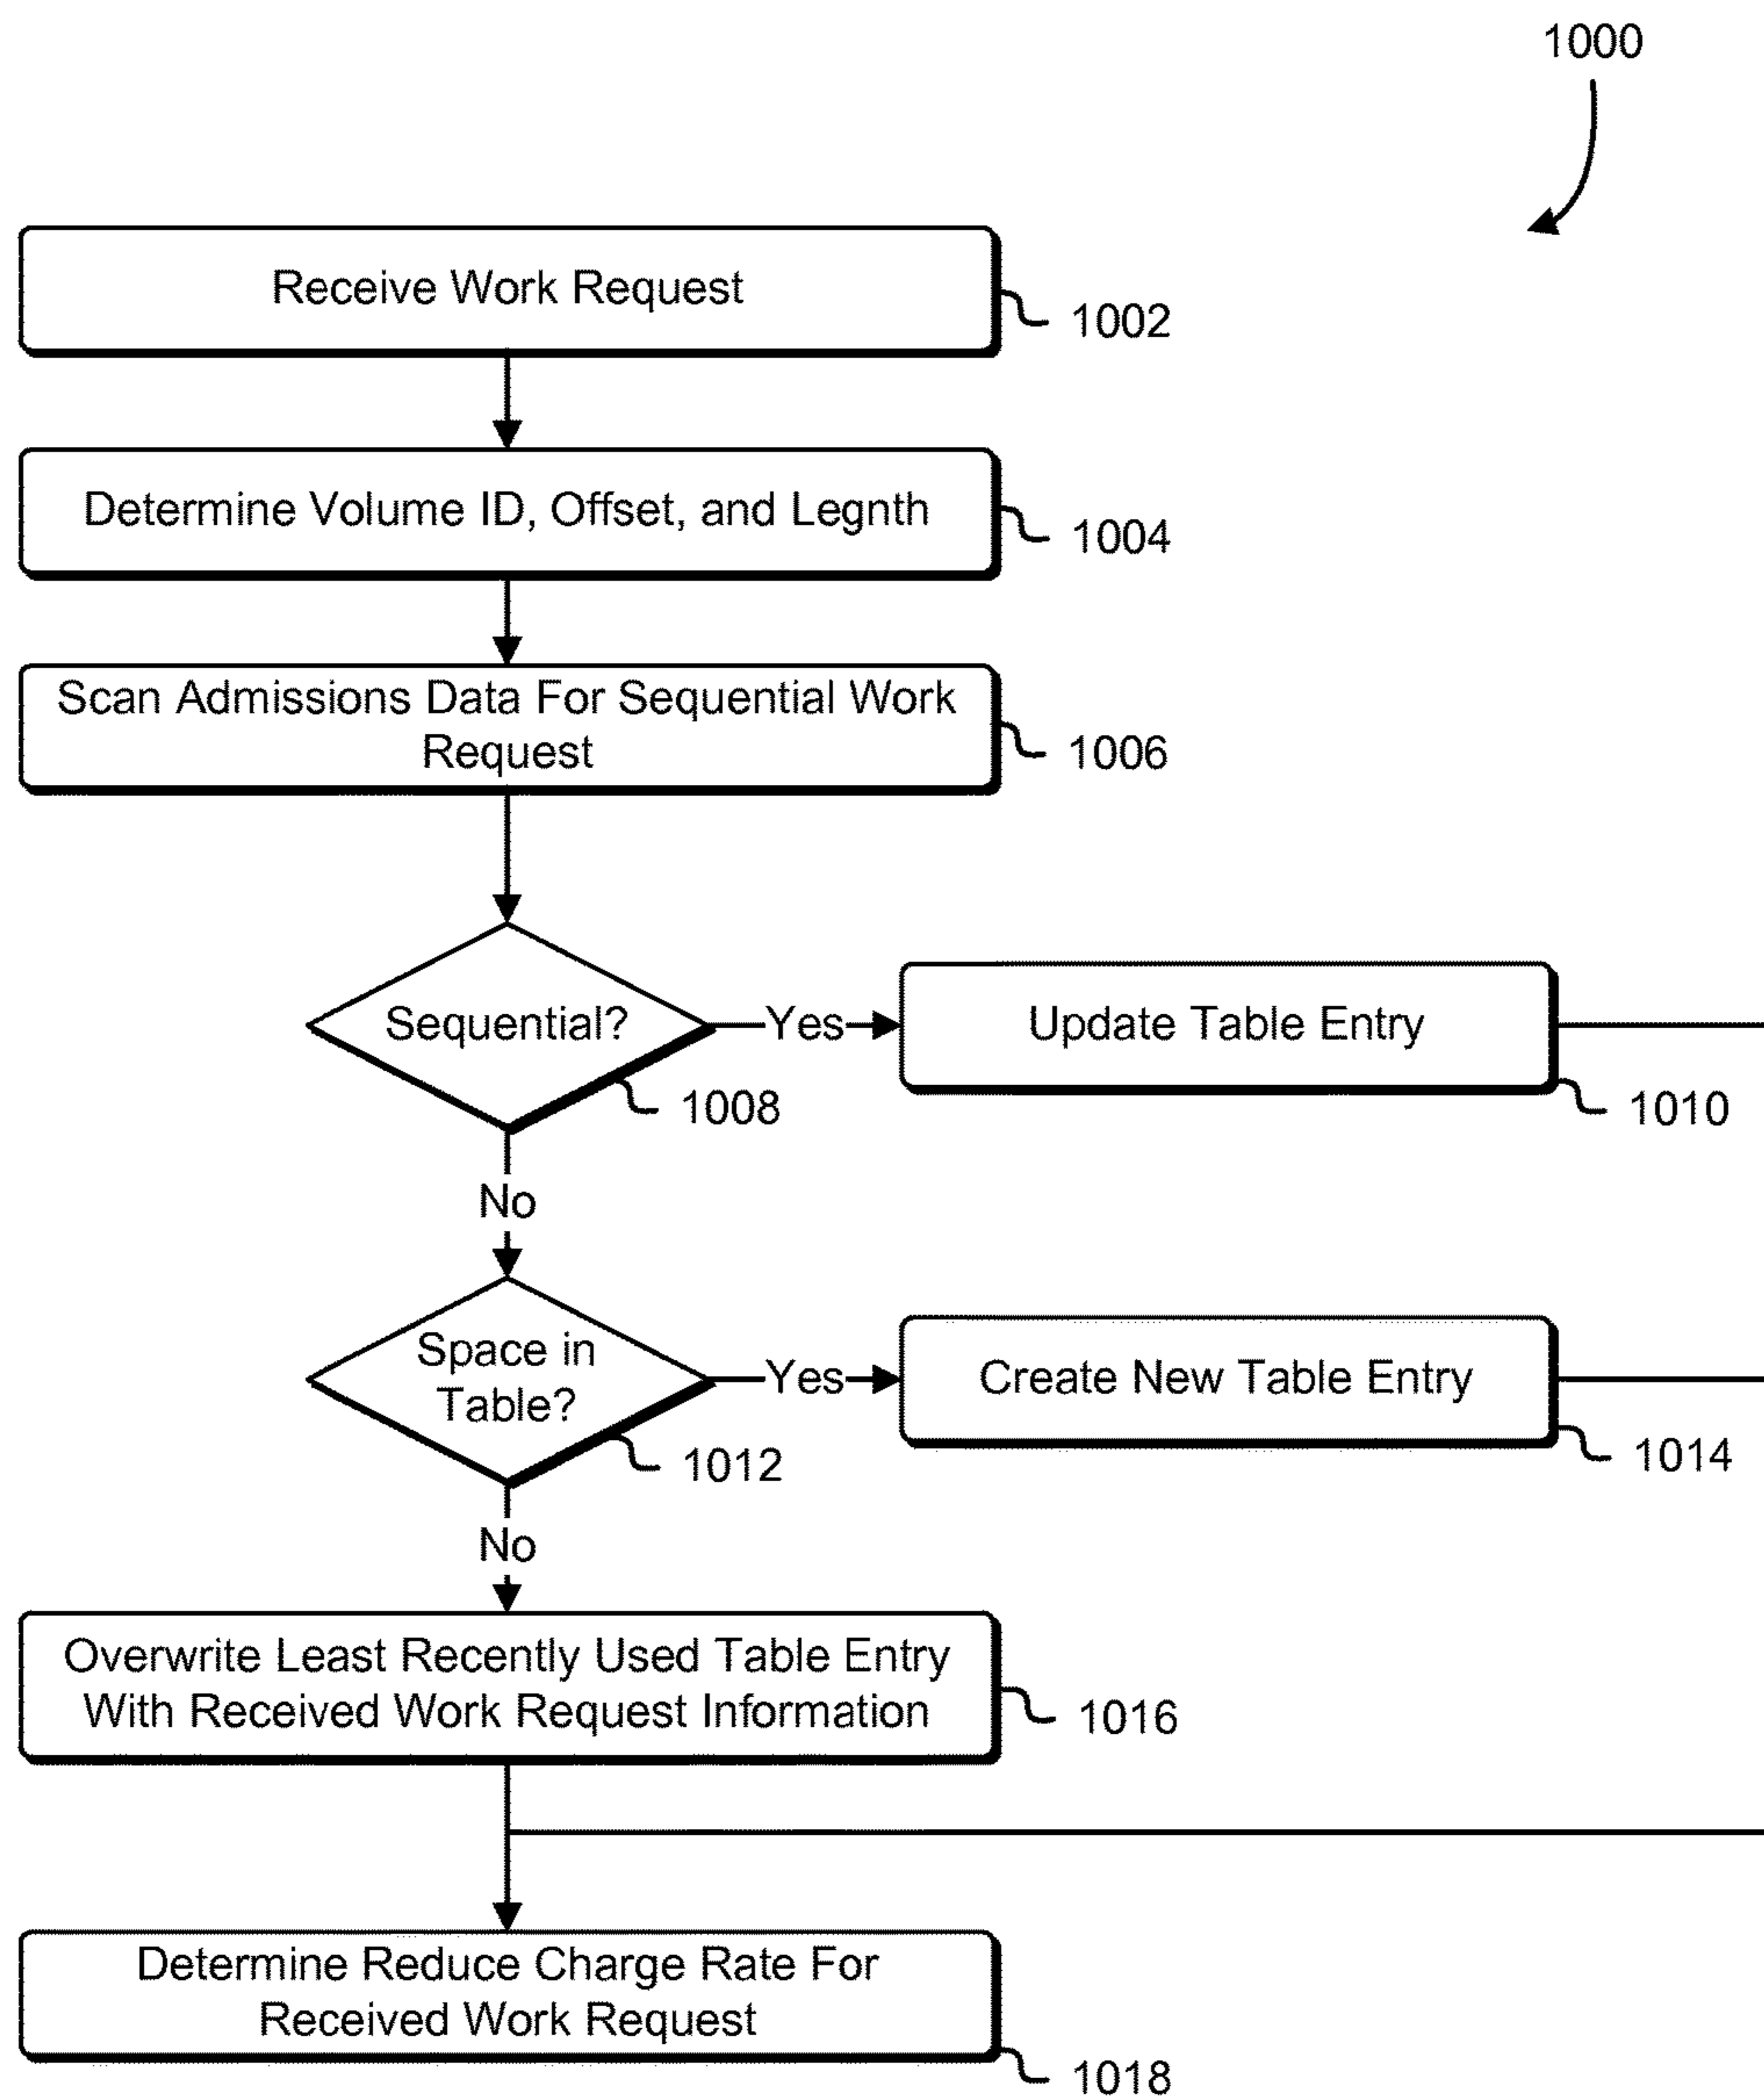 1000
Receive Work Request
1002
Determine Volume ID, Offset, and Legnth
1004
Scan Admissions Data For Sequential Work
Request
1006
Sequential?
Yes
Update Table Entry
1008
1010
No
Space in
Table?
Yes
Create New Table Entry
1012
1014
No
Overwrite Least Recently Used Table Entry
With Received Work Request Information
1016
Determine Reduce Charge Rate For
Received Work Request
1018